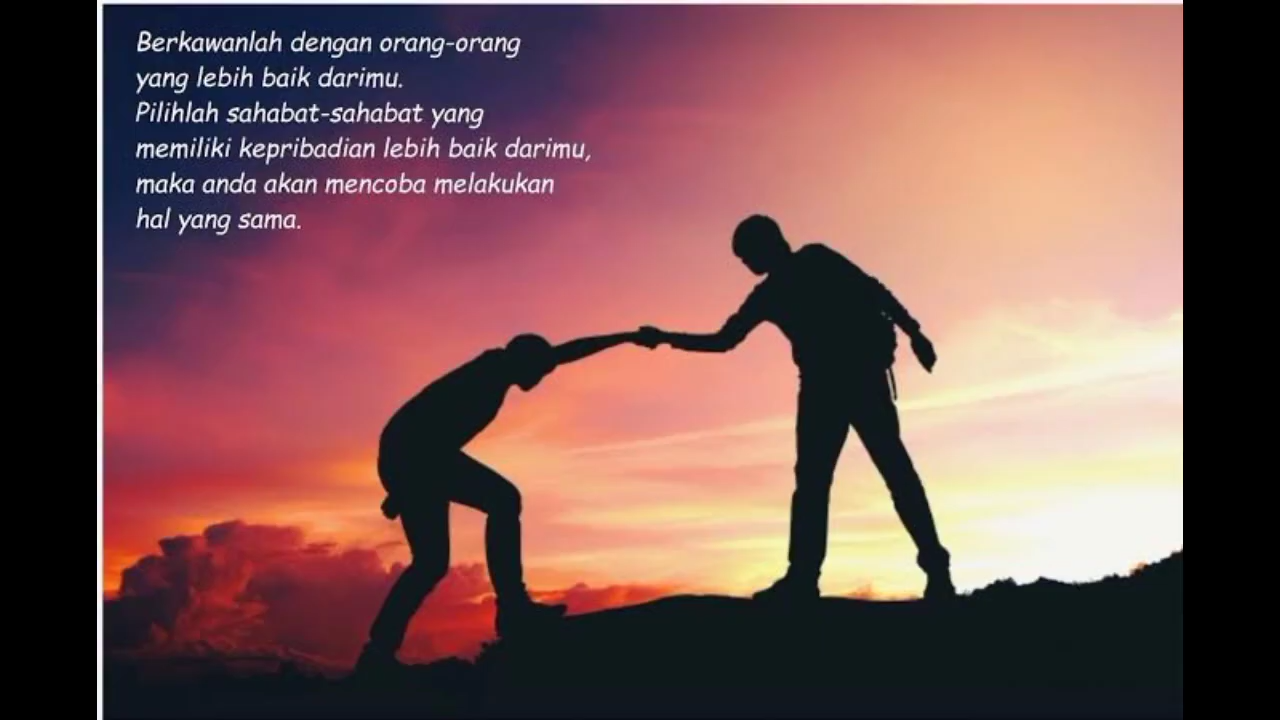 Berkawanlah dengan orang-orang
yang lebih baik darimu.
Pilihlah sahabat-sahabat yang
memiliki kepribadian lebih baik darimu,
maka anda akan mencoba melakukan
hal yang sama.